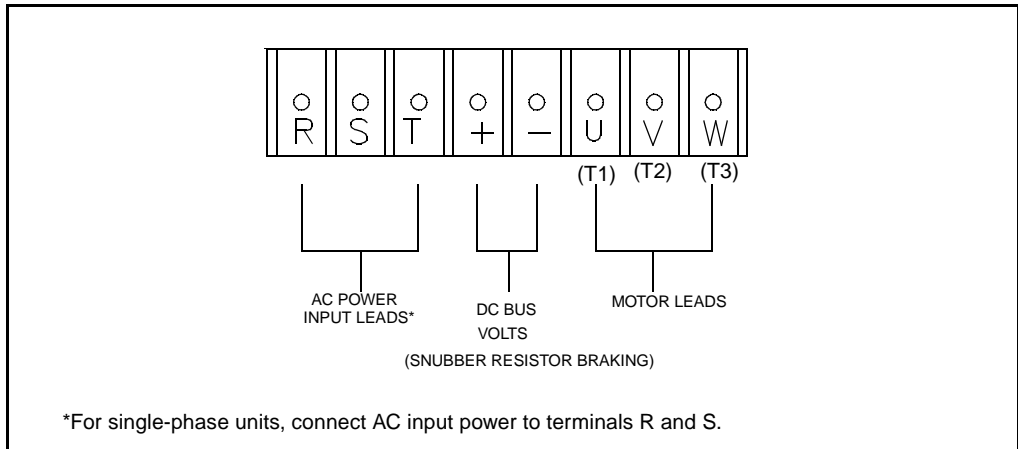 R S T + - U V W
(T1) (T2) (T3)
AC POWER
INPUT LEADS*
DC BUS
VOLTS
(SNUBBER RESISTOR BRAKING)
MOTOR LEADS
*For single-phase units, connect AC input power to terminals R and S.